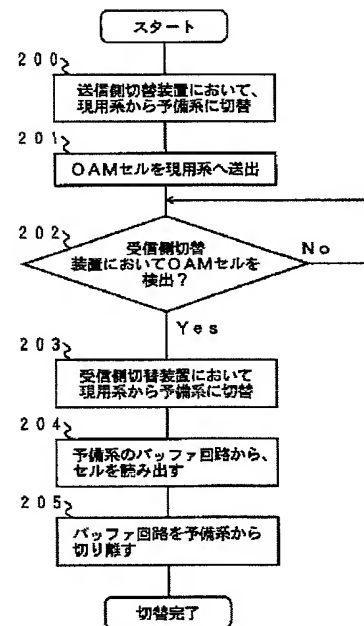 スタート
200
送信側切替装置において、
現用系から予備系に切替
201
OAMセルを現用系へ送出
202
受信側切替
装置においてOAMセルを
検出?
No
Yes
203
受信側切替装置において
現用系から予備系に切替
204
予備系のバッファ回路から、
セルを読み出す
205
バッファ回路を予備系から
切り離す
切替完了